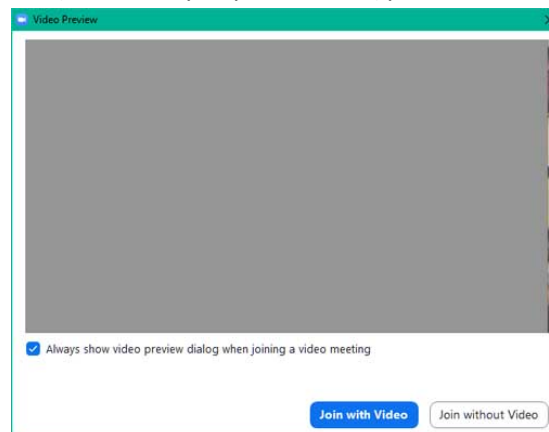 Video Preview
Always show video preview dialog when joining a video meeting
Join with Video
Join without Video